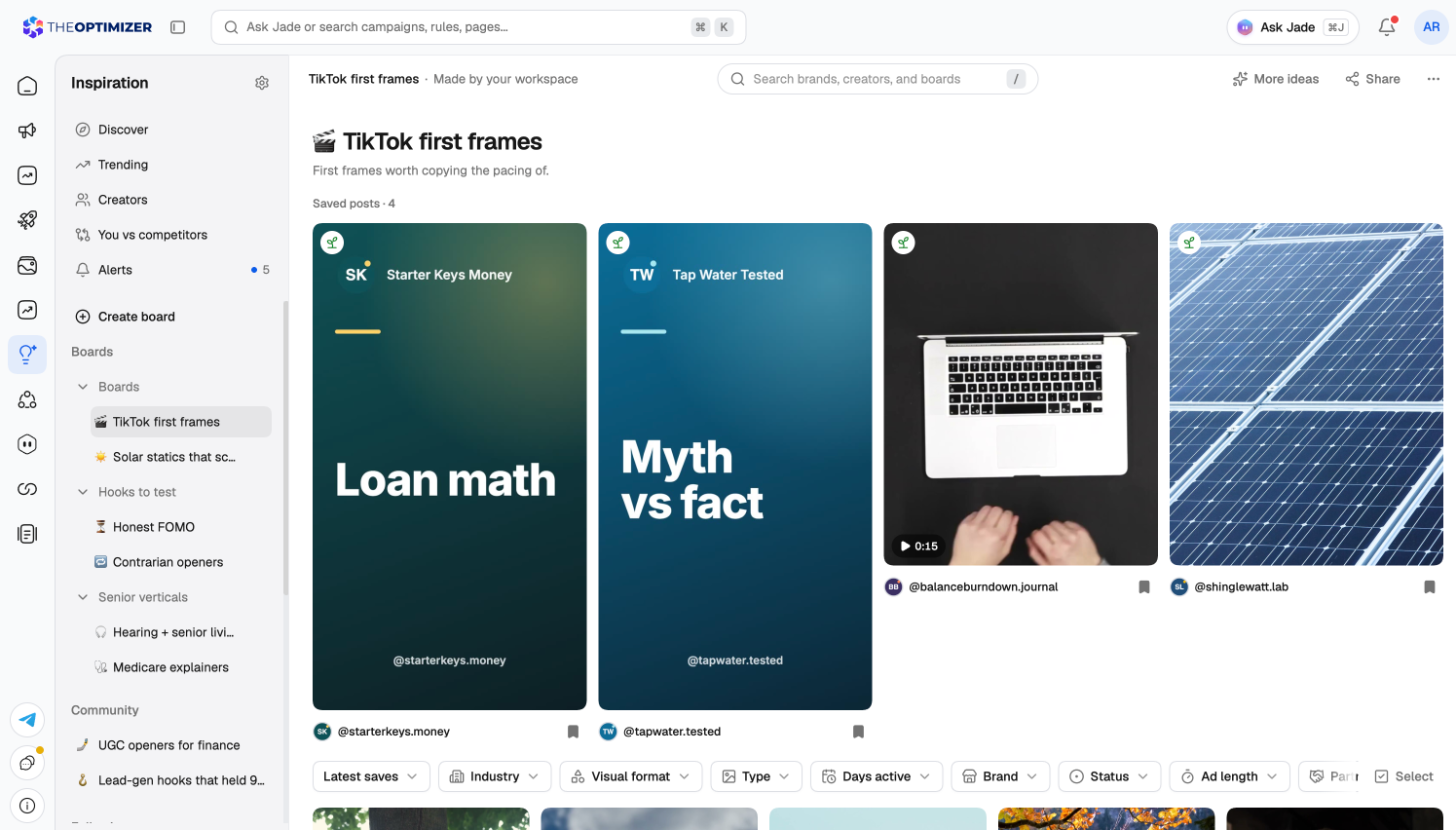 THEOPTIMIZER
Ask Jade or search campaigns, rules, pages…
⌘ K
Ask Jade ⌘J
AR
Inspiration
Discover
Trending
Creators
You vs competitors
Alerts 5
Create board
Boards
Boards
TikTok first frames
Solar statics that sc…
Hooks to test
Honest FOMO
Contrarian openers
Senior verticals
Hearing + senior livi…
Medicare explainers
Community
UGC openers for finance
Lead-gen hooks that held 9…
TikTok first frames · Made by your workspace
Search brands, creators, and boards /
More ideas
Share
TikTok first frames
First frames worth copying the pacing of.
Saved posts · 4
SK Starter Keys Money
Loan math
@starterkeys.money
SK @starterkeys.money
TW Tap Water Tested
Myth
vs fact
@tapwater.tested
TW @tapwater.tested
0:15
BB @balanceburndown.journal
SL @shinglewatt.lab
Latest saves
Industry
Visual format
Type
Days active
Brand
Status
Ad length
Select